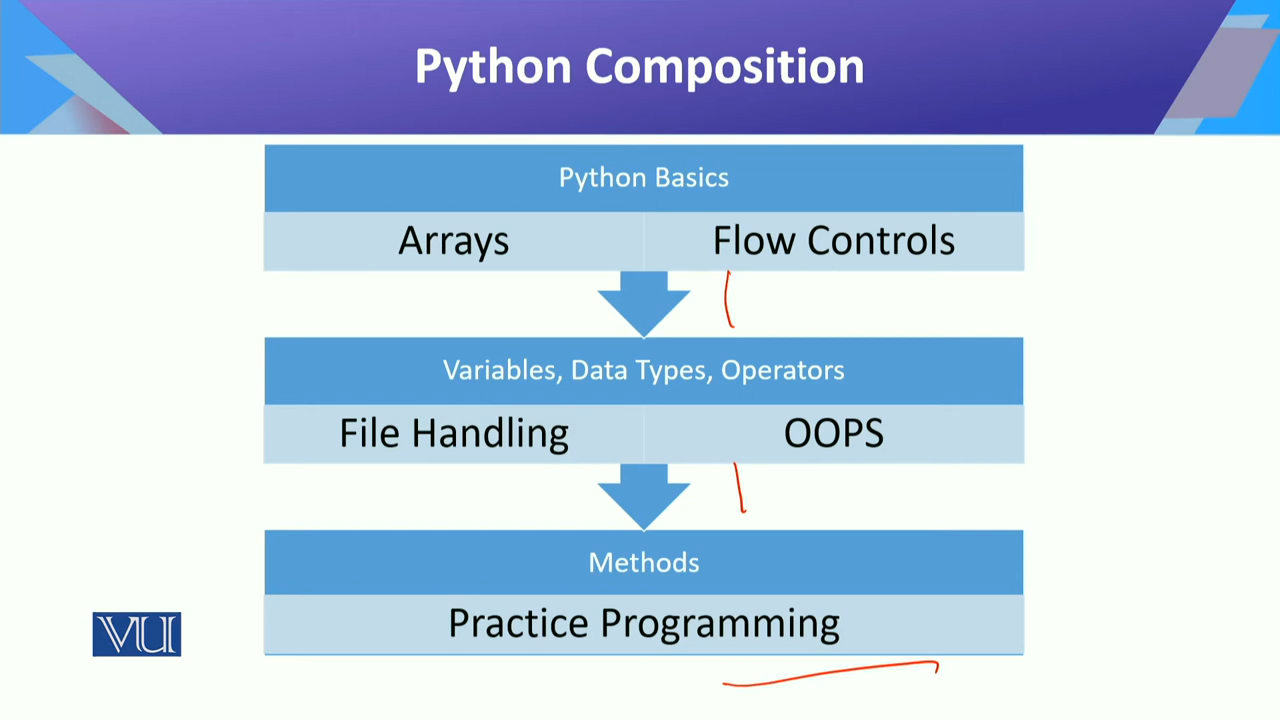 Python Composition
Python Basics
Arrays
Flow Controls
Variables, Data Types, Operators
File Handling
OOPS
Methods
Practice Programming
VU